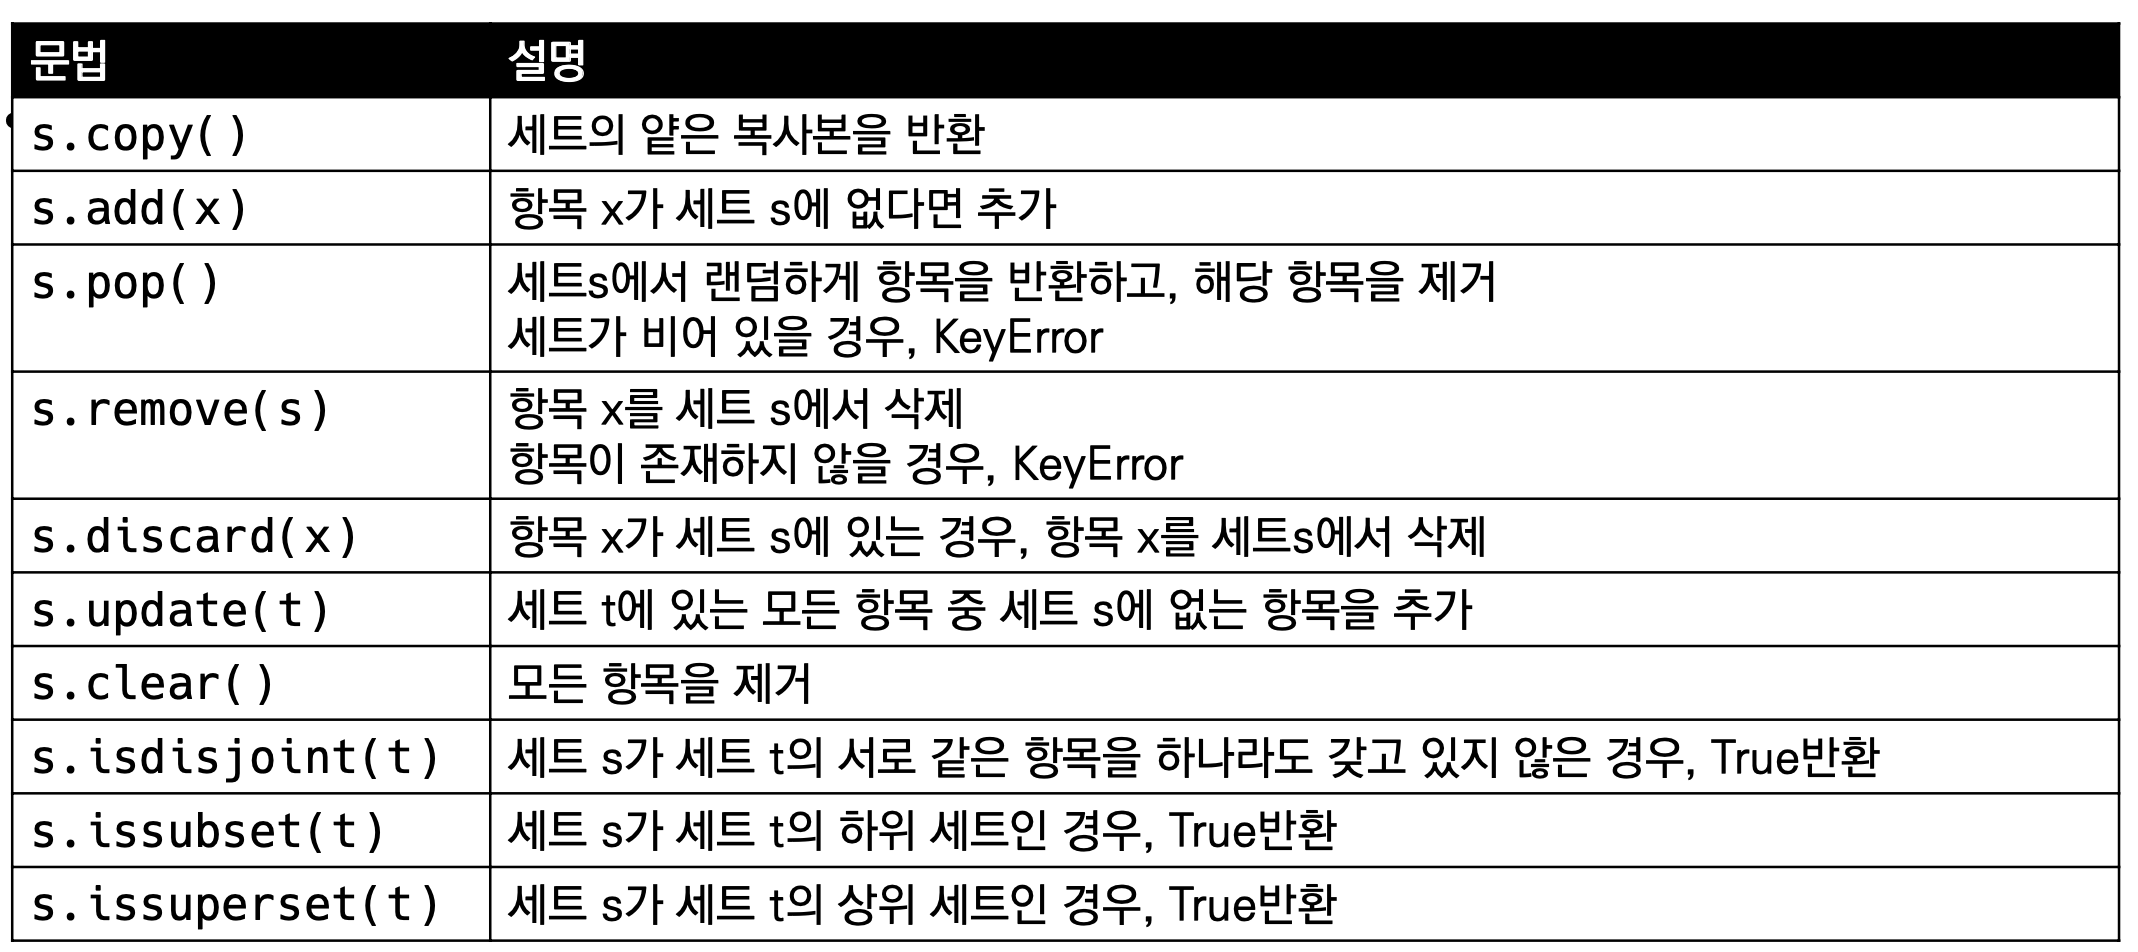 문법 설명
s.copy() 세트의 얕은 복사본을 반환
s.add(x) 항목 x가 세트 s에 없다면 추가
s.pop() 세트s에서 랜덤하게 항목을 반환하고, 해당 항목을 제거
세트가 비어 있을 경우, KeyError
s.remove(s) 항목 x를 세트 s에서 삭제
항목이 존재하지 않을 경우, KeyError
s.discard(x) 항목 x가 세트 s에 있는 경우, 항목 x를 세트s에서 삭제
s.update(t) 세트 t에 있는 모든 항목 중 세트 s에 없는 항목을 추가
s.clear() 모든 항목을 제거
s.isdisjoint(t) 세트 s가 세트 t의 서로 같은 항목을 하나라도 갖고 있지 않은 경우, True반환
s.issubset(t) 세트 s가 세트 t의 하위 세트인 경우, True반환
s.issuperset(t) 세트 s가 세트 t의 상위 세트인 경우, True반환